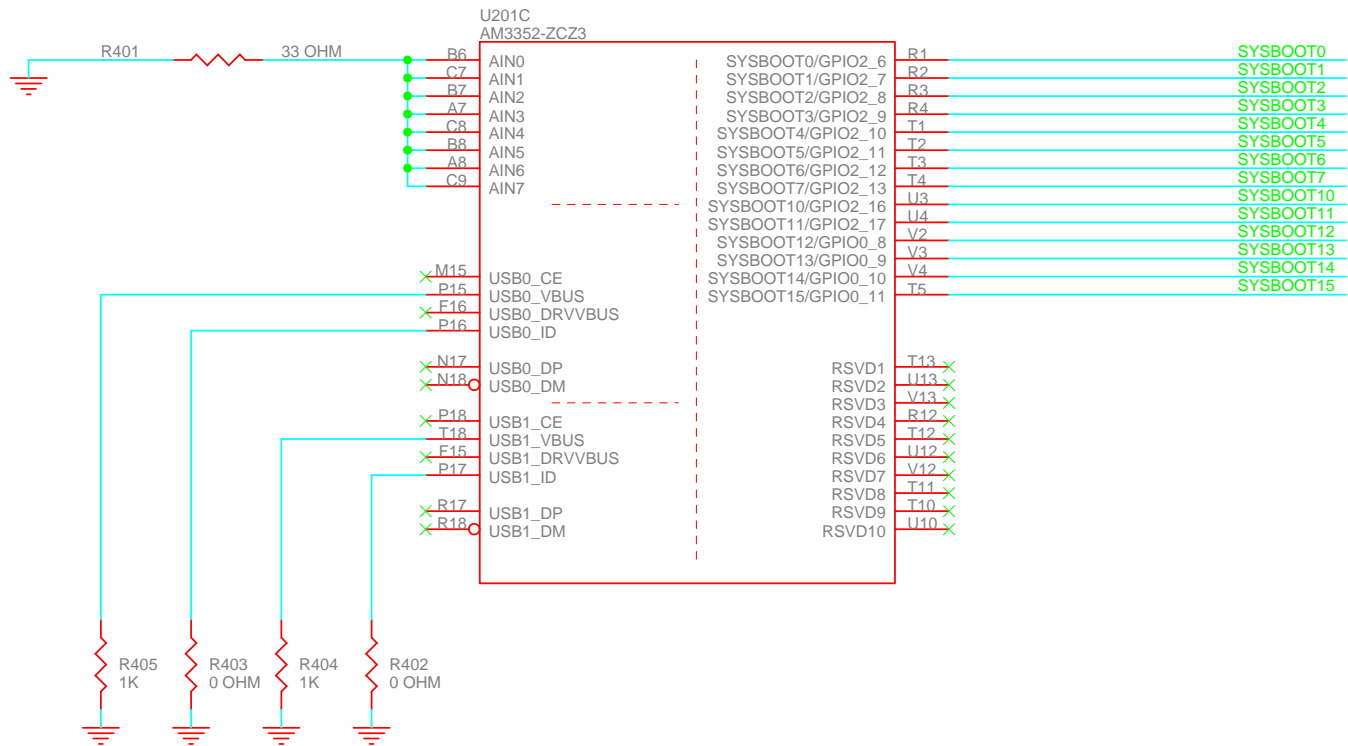 U201C
AM3352-ZCZ3
R401 33 OHM
B6 AIN0
C7 AIN1
B7 AIN2
A7 AIN3
C8 AIN4
B8 AIN5
A8 AIN6
C9 AIN7
M15 USB0_CE
P15 USB0_VBUS
F16 USB0_DRVVBUS
P16 USB0_ID
N17 USB0_DP
N18 USB0_DM
P18 USB1_CE
T18 USB1_VBUS
F15 USB1_DRVVBUS
P17 USB1_ID
R17 USB1_DP
R18 USB1_DM
SYSBOOT0/GPIO2_6 R1 SYSBOOT0
SYSBOOT1/GPIO2_7 R2 SYSBOOT1
SYSBOOT2/GPIO2_8 R3 SYSBOOT2
SYSBOOT3/GPIO2_9 R4 SYSBOOT3
SYSBOOT4/GPIO2_10 T1 SYSBOOT4
SYSBOOT5/GPIO2_11 T2 SYSBOOT5
SYSBOOT6/GPIO2_12 T3 SYSBOOT6
SYSBOOT7/GPIO2_13 T4 SYSBOOT7
SYSBOOT10/GPIO2_16 U3 SYSBOOT10
SYSBOOT11/GPIO2_17 U4 SYSBOOT11
SYSBOOT12/GPIO0_8 V2 SYSBOOT12
SYSBOOT13/GPIO0_9 V3 SYSBOOT13
SYSBOOT14/GPIO0_10 V4 SYSBOOT14
SYSBOOT15/GPIO0_11 T5 SYSBOOT15
RSVD1 T13
RSVD2 U13
RSVD3 V13
RSVD4 R12
RSVD5 T12
RSVD6 U12
RSVD7 V12
RSVD8 T11
RSVD9 T10
RSVD10 U10
R405
1K
R403
0 OHM
R404
1K
R402
0 OHM